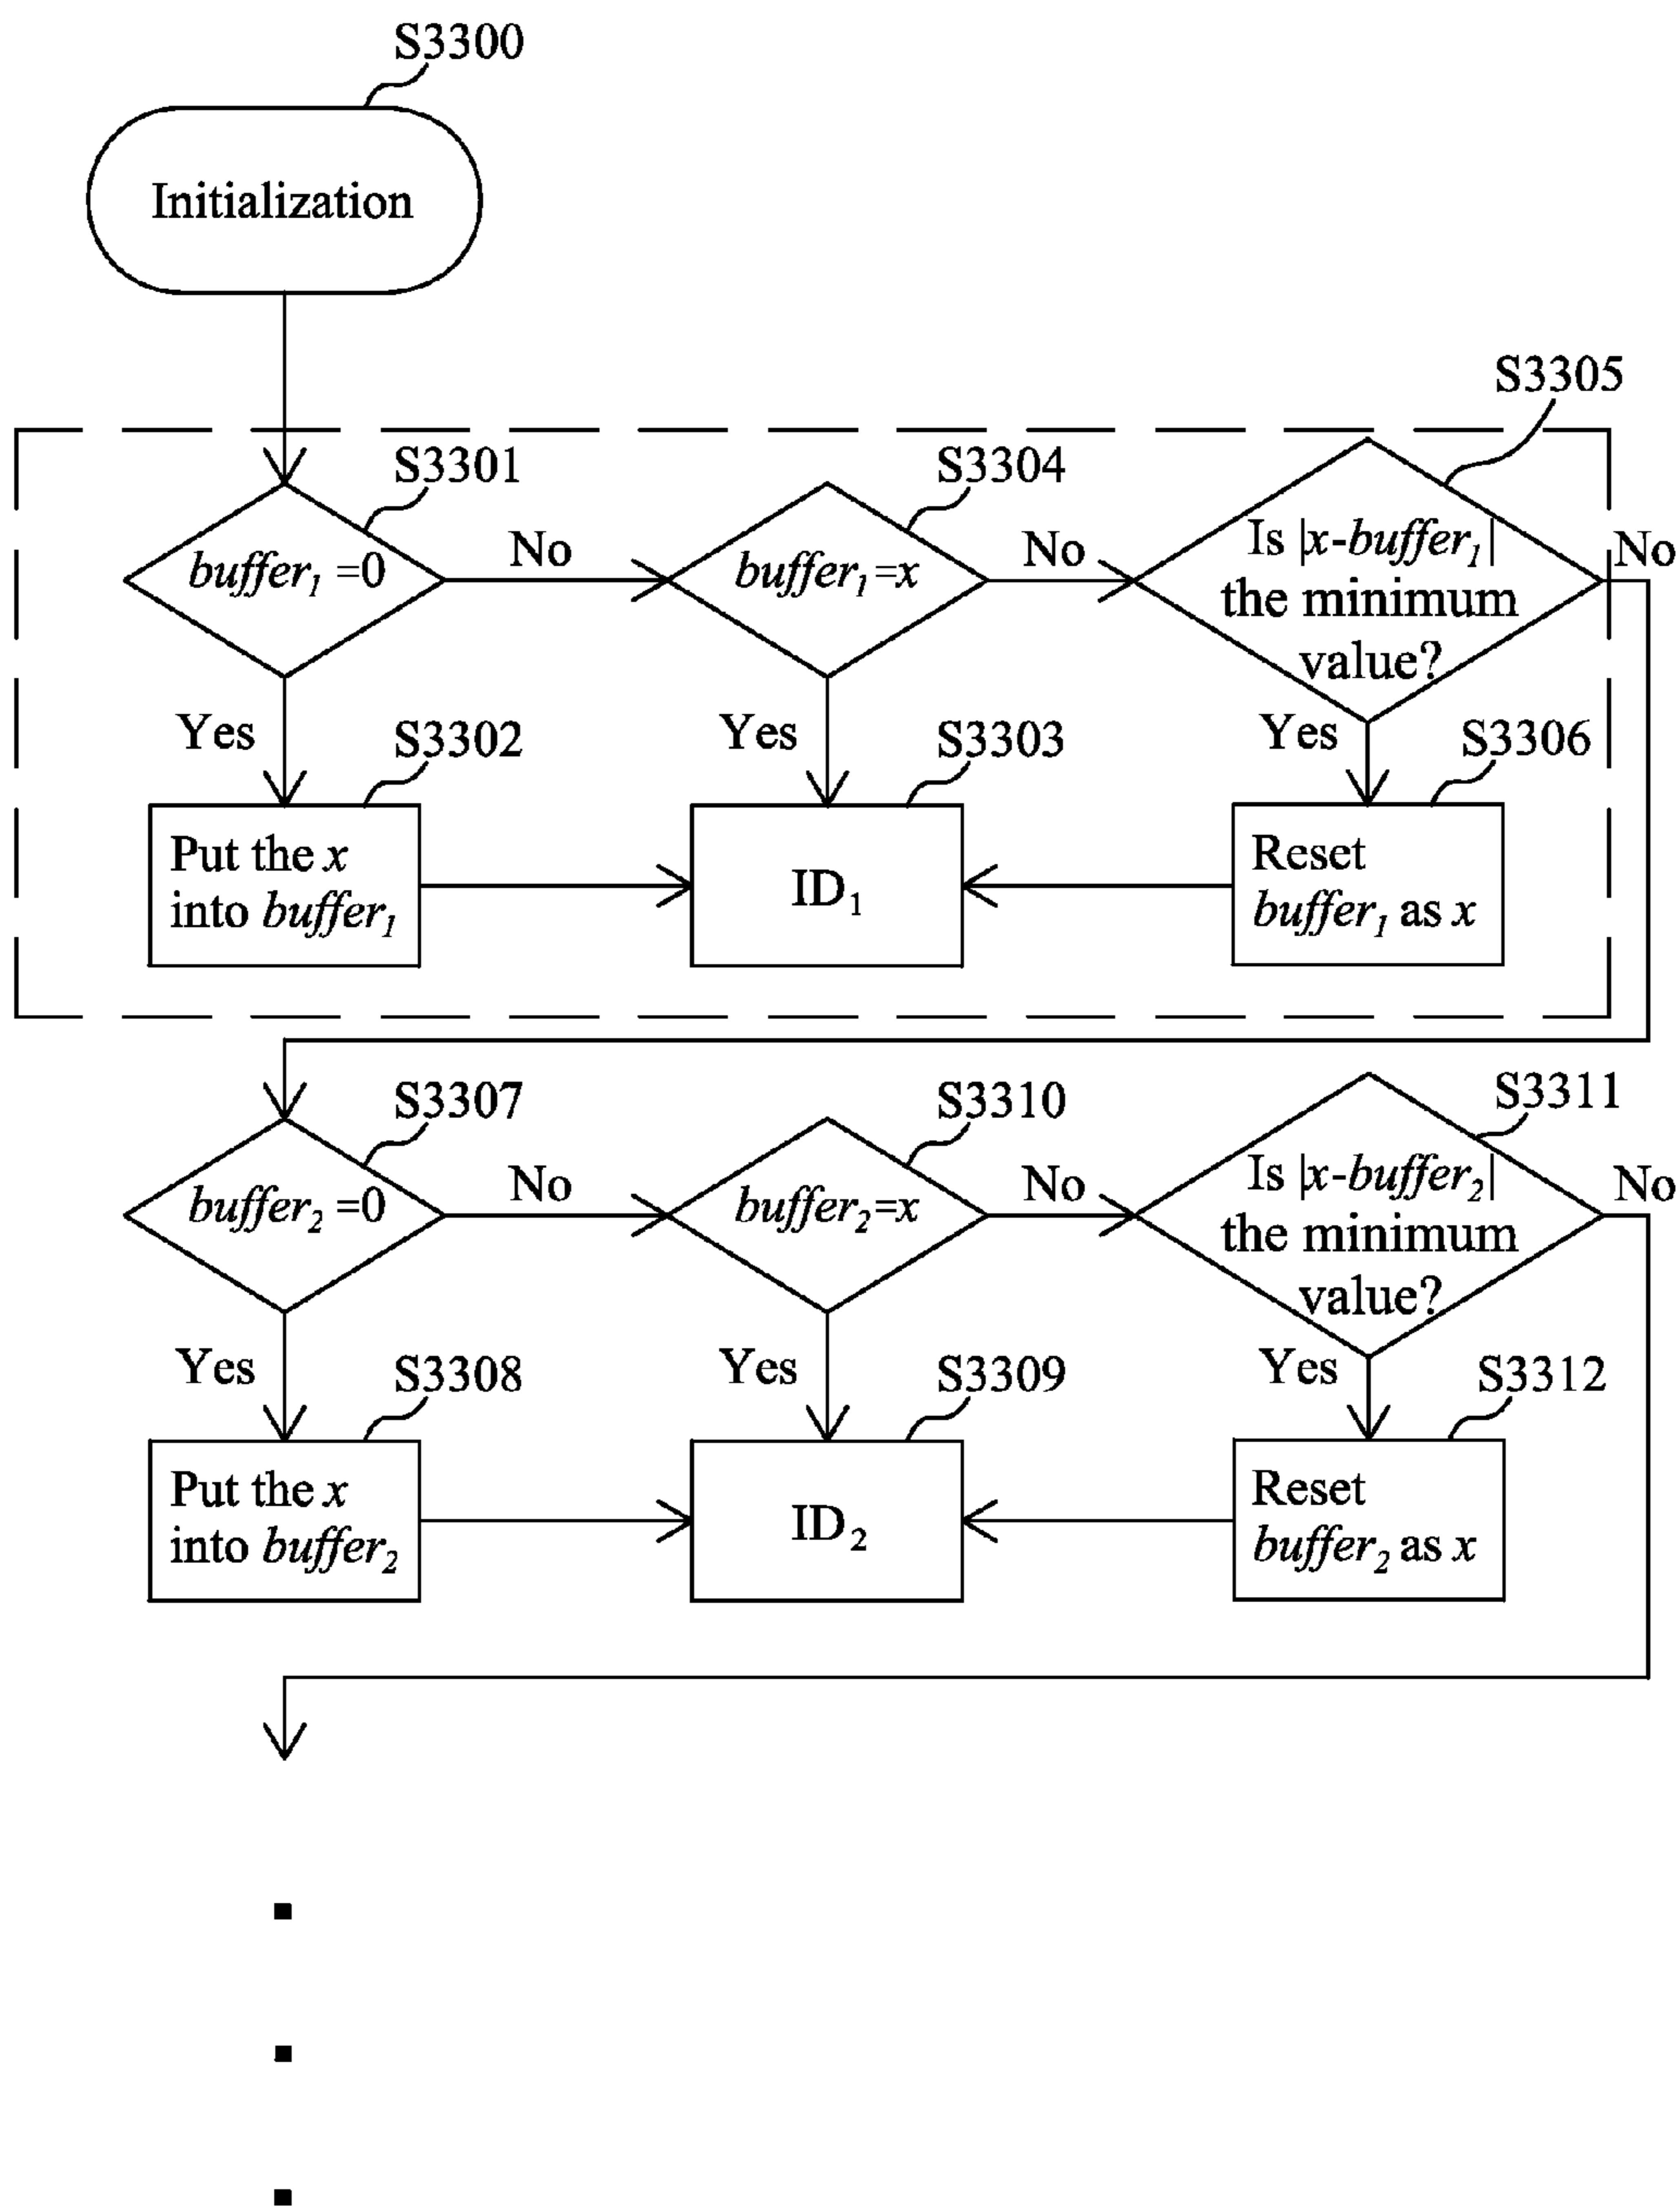 S3300
Initialization
S3305
S3301
S3304
buffer₁ =0
No
buffer₁=x
No
Is |x-buffer₁|
the minimum
value?
No
Yes
S3302
Yes
S3303
Yes
S3306
Put the x
into buffer₁
ID₁
Reset
buffer₁ as x
S3307
S3310
S3311
buffer₂ =0
No
buffer₂=x
No
Is |x-buffer₂|
the minimum
value?
No
Yes
S3308
Yes
S3309
Yes
S3312
Put the x
into buffer₂
ID₂
Reset
buffer₂ as x